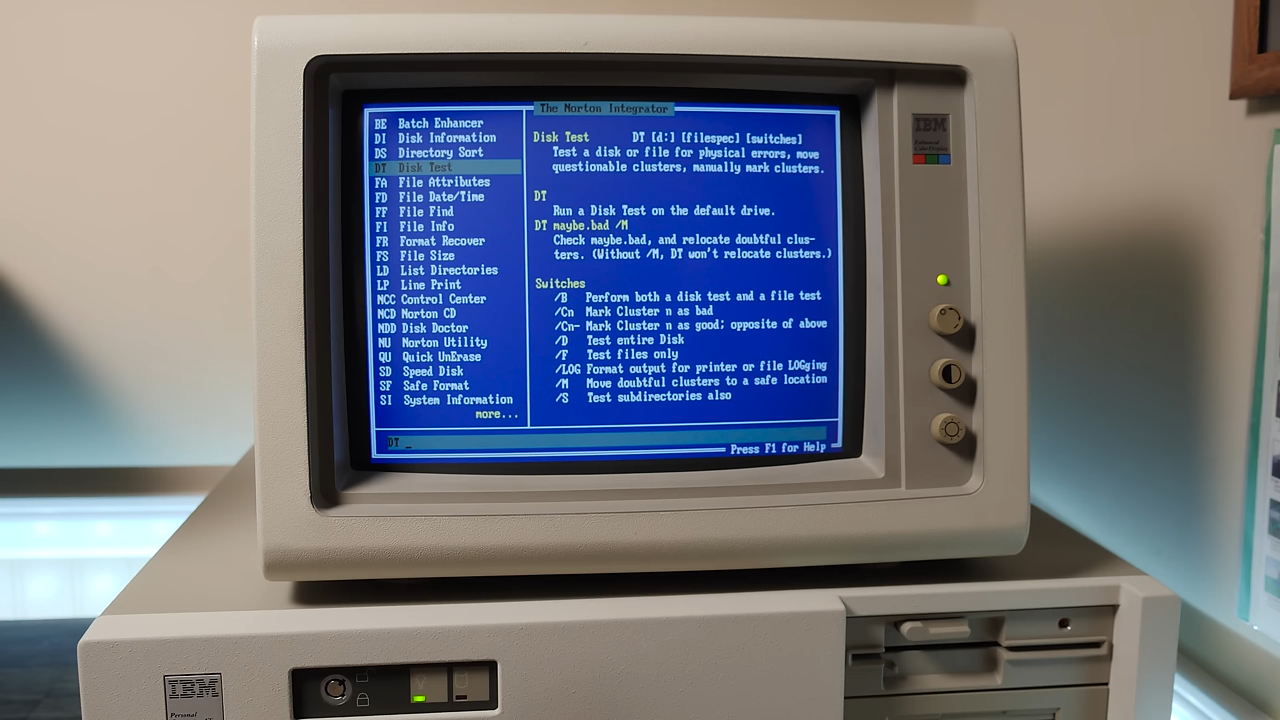 The Norton Integrator
BE Batch Enhancer
DI Disk Information
DS Directory Sort
DT Disk Test
FA File Attributes
FD File Date/Time
FF File Find
FI File Info
FR Format Recover
FS File Size
LD List Directories
LP Line Print
NCC Control Center
NCD Norton CD
NDD Disk Doctor
NU Norton Utility
QU Quick UnErase
SD Speed Disk
SF Safe Format
SI System Information
more...
Disk Test DT [d:] [filespec] [switches]
Test a disk or file for physical errors, move
questionable clusters, manually mark clusters.
DT
Run a Disk Test on the default drive.
DT maybe.bad /M
Check maybe.bad, and relocate doubtful clus-
ters. (Without /M, DT won't relocate clusters.)
Switches
/B Perform both a disk test and a file test
/Cn Mark Cluster n as bad
/Cn- Mark Cluster n as good; opposite of above
/D Test entire Disk
/F Test files only
/LOG Format output for printer or file LOGging
/M Move doubtful clusters to a safe location
/S Test subdirectories also
DT _
Press F1 for Help
IBM
Enhanced
Color Display
IBM
Personal